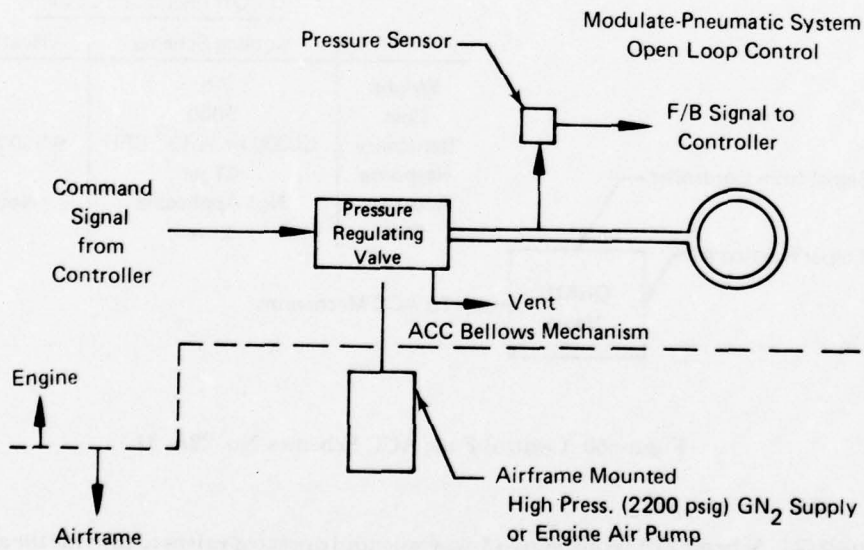 Modulate-Pneumatic System
Open Loop Control
Pressure Sensor
F/B Signal to
Controller
Command
Signal
from
Controller
Pressure
Regulating
Valve
Vent
ACC Bellows Mechanism
Engine
Airframe
Airframe Mounted
High Press. (2200 psig) GN2 Supply
or Engine Air Pump